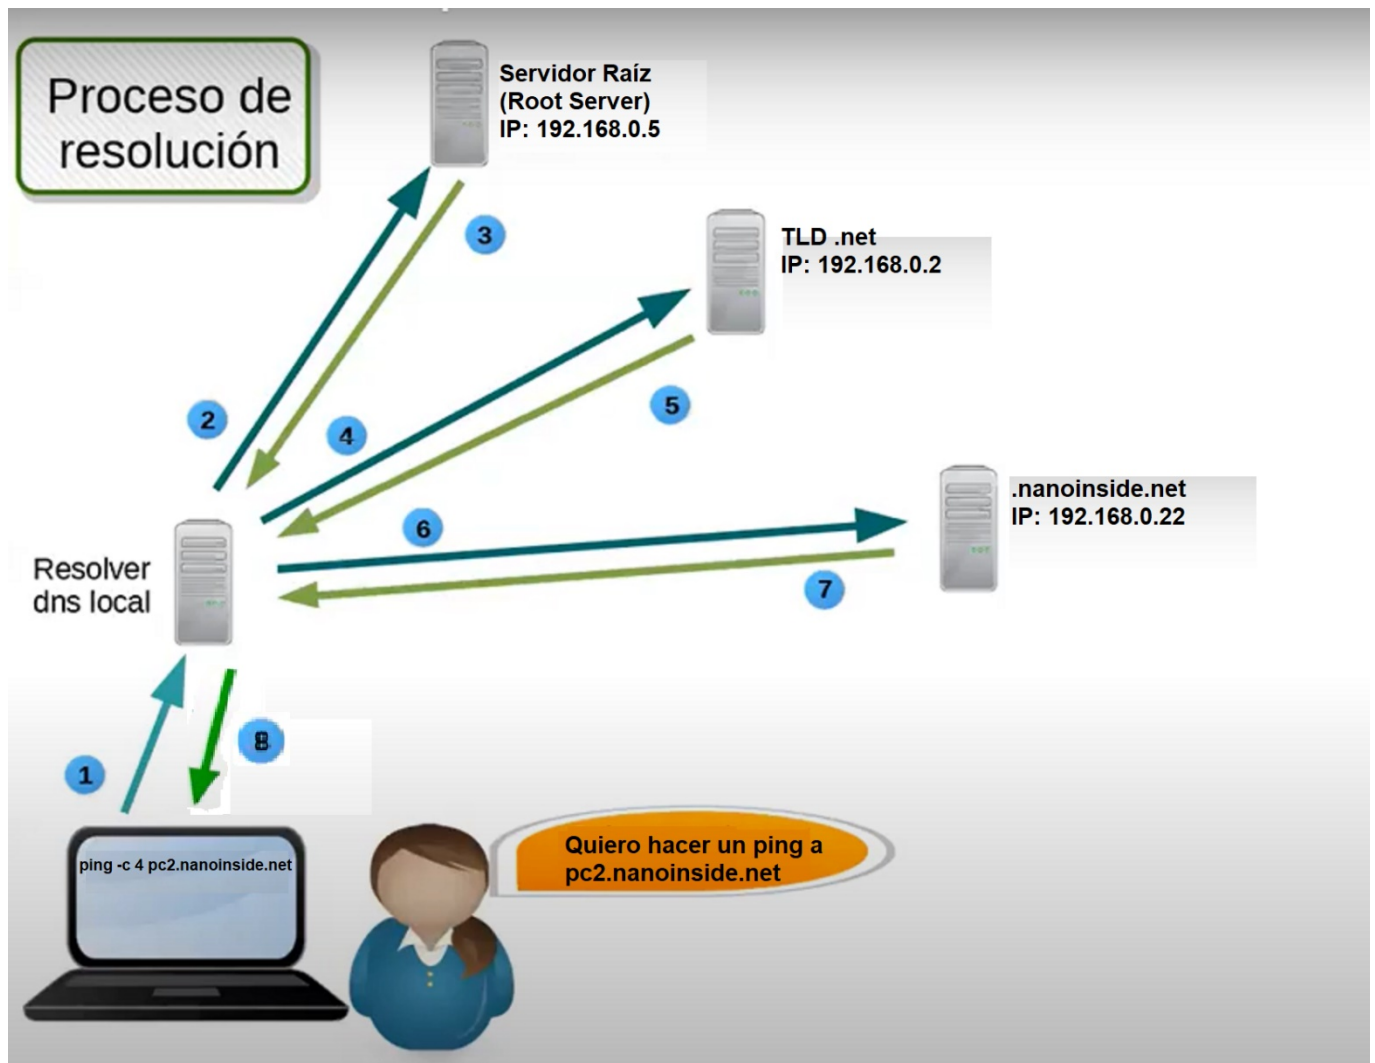 Proceso de
resolución
Servidor Raíz
(Root Server)
IP: 192.168.0.5
3
TLD .net
IP: 192.168.0.2
2
4
5
.nanoinside.net
IP: 192.168.0.22
6
7
Resolver
dns local
1
8
ping -c 4 pc2.nanoinside.net
Quiero hacer un ping a
pc2.nanoinside.net